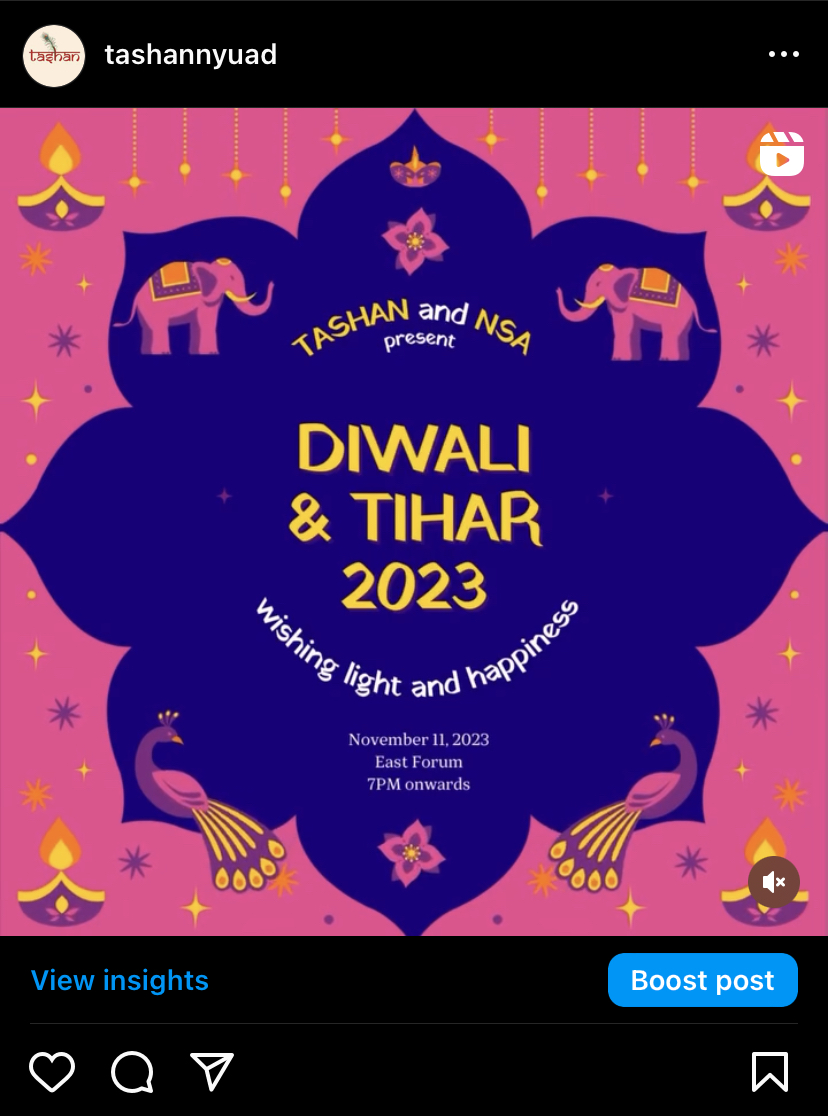 tashan
tashannyuad
TASHAN and NSA
present
DIWALI
& TIHAR
2023
wishing light and happiness
November 11, 2023
East Forum
7PM onwards
View insights
Boost post